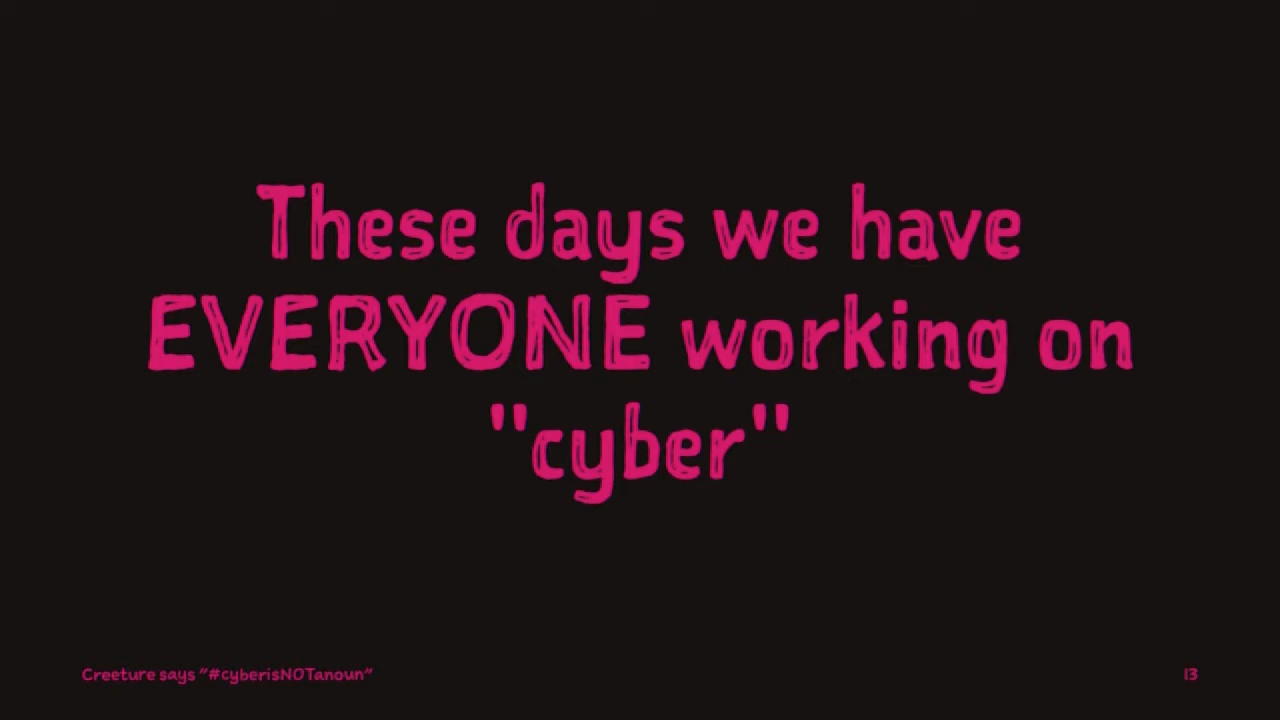 These days we have
EVERYONE working on
"cyber"
Creeture says "#cyberisNOTanoun"
13